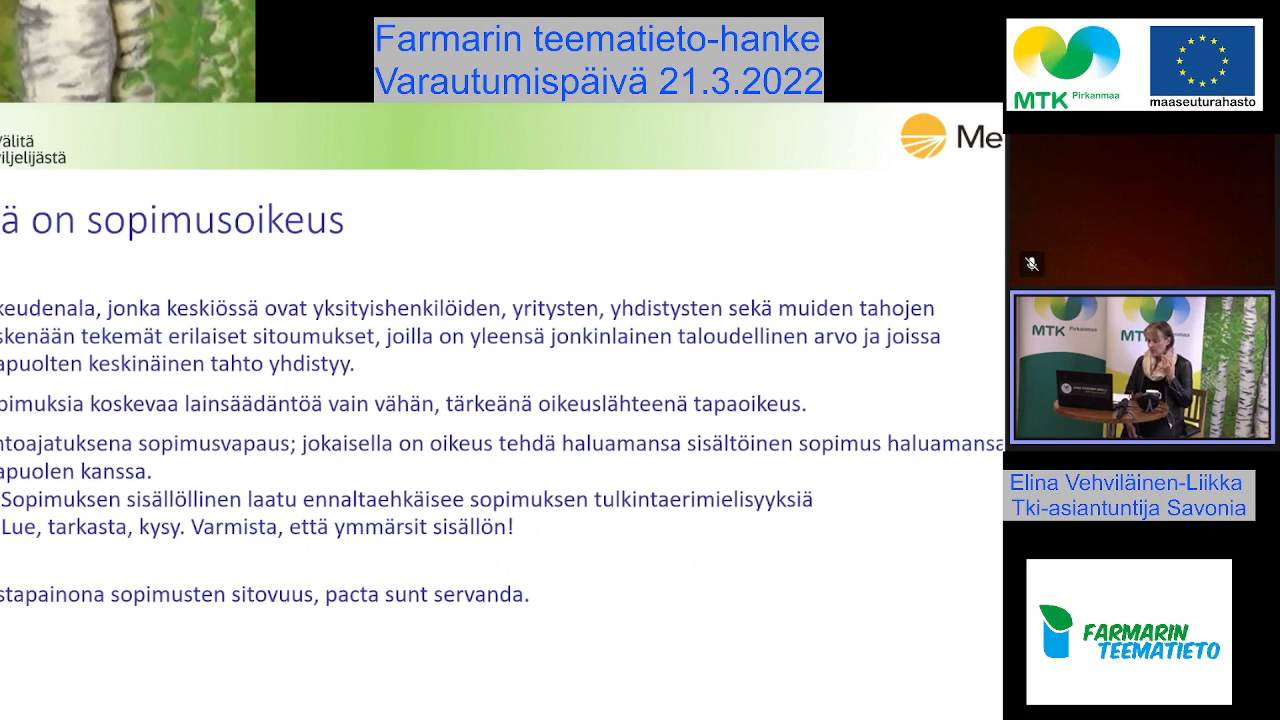 Farmarin teematieto-hanke
Varautumispäivä 21.3.2022
MTK Pirkanmaa
maaseuturahasto
älitä
iljelijästä
Me
ä on sopimusoikeus
keudenala, jonka keskiössä ovat yksityishenkilöiden, yritysten, yhdistysten sekä muiden tahojen
skenään tekemät erilaiset sitoumukset, joilla on yleensä jonkinlainen taloudellinen arvo ja joissa
apuolten keskinäinen tahto yhdistyy.
pimuksia koskevaa lainsäädäntöä vain vähän, tärkeänä oikeuslähteenä tapaoikeus.
ntoajatuksena sopimusvapaus; jokaisella on oikeus tehdä haluamansa sisältöinen sopimus haluamansa
apuolen kanssa.
Sopimuksen sisällöllinen laatu ennaltaehkäisee sopimuksen tulkintaerimielisyyksiä
Lue, tarkasta, kysy. Varmista, että ymmärsit sisällön!
stapainona sopimusten sitovuus, pacta sunt servanda.
MTK Pirkanmaa
MTK Pirkanmaa
Elina Vehviläinen-Liikka
Tki-asiantuntija Savonia
FARMARIN
TEEMATIETO